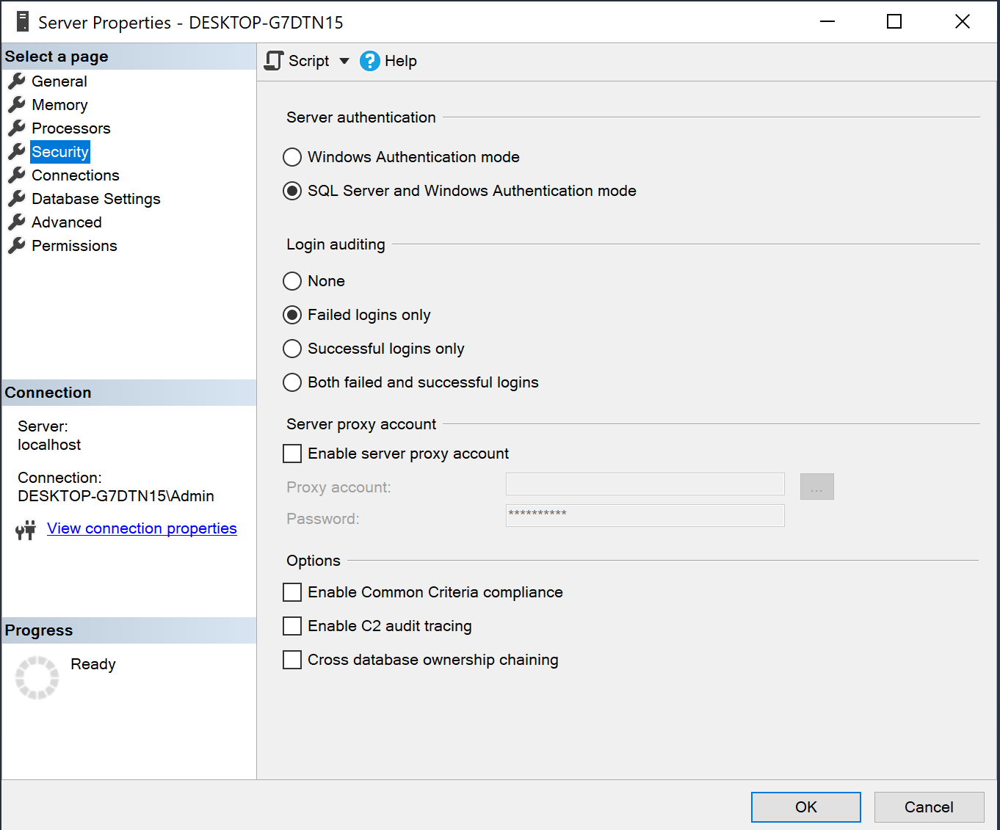 Server Properties - DESKTOP-G7DTN15
Select a page
General
Memory
Processors
Security
Connections
Database Settings
Advanced
Permissions
Connection
Server:
localhost
Connection:
DESKTOP-G7DTN15\Admin
View connection properties
Progress
Ready
Script
? Help
Server authentication
Windows Authentication mode
SQL Server and Windows Authentication mode
Login auditing
None
Failed logins only
Successful logins only
Both failed and successful logins
Server proxy account
Enable server proxy account
Proxy account:
...
Password: **********
Options
Enable Common Criteria compliance
Enable C2 audit tracing
Cross database ownership chaining
OK
Cancel